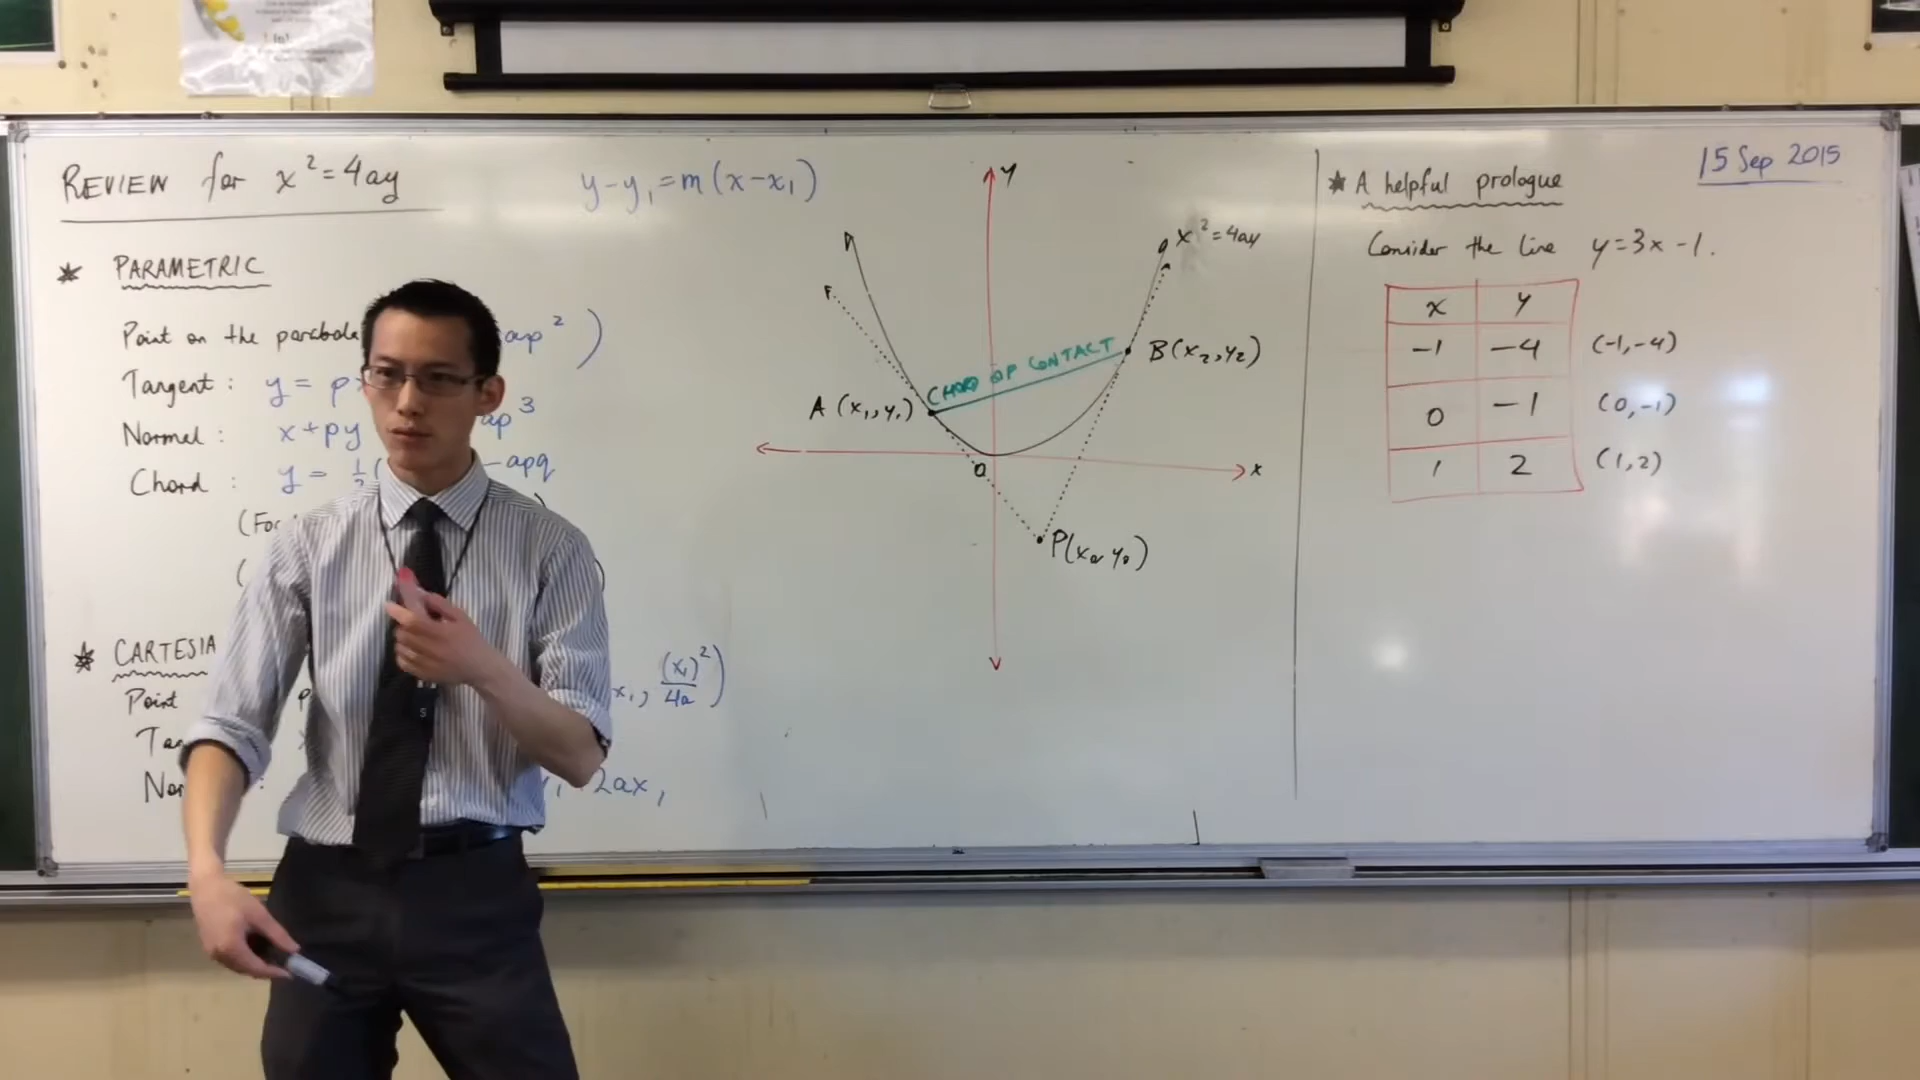 REVIEW for x² = 4ay
y - y₁ = m (x - x₁)
* PARAMETRIC
Point on the parabola ap² )
Tangent : y = p
Normal : x + py ap³
Chord : y = ½ ( - apq
(For
(
)
* CARTESIA
Point x₁, (x₁)²/4a )
Tan
No : 2ax₁
y
x² = 4ay
CHORD OF CONTACT
B (x₂, y₂)
A (x₁, y₁)
O
x
P(x₀, y₀)
15 Sep 2015
* A helpful prologue
Consider the line y = 3x - 1.
x y
-1 -4 (-1, -4)
0 -1 (0, -1)
1 2 (1, 2)